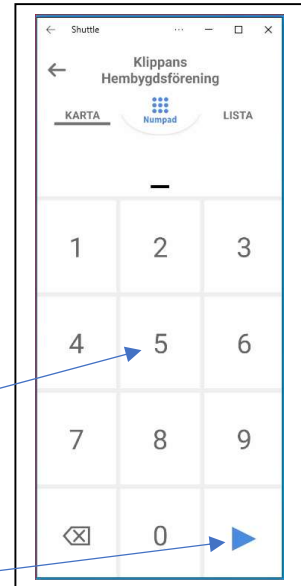 Shuttle
Klippans
Hembygdsförening
KARTA Numpad LISTA
1 2 3
4 5 6
7 8 9
0